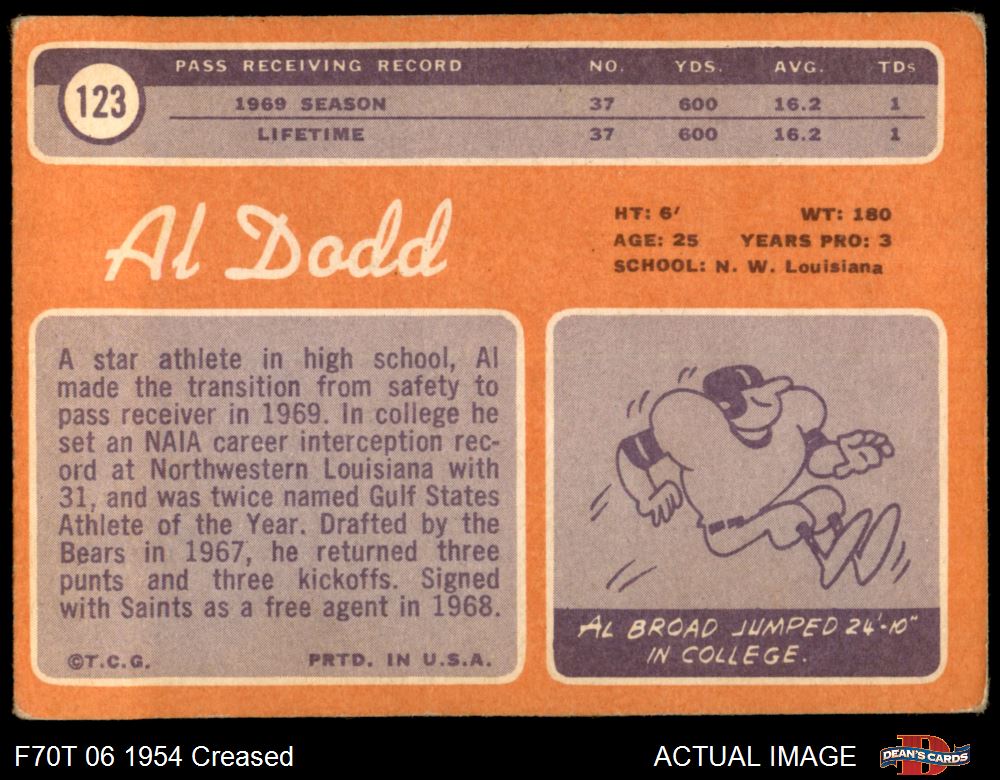 123
PASS RECEIVING RECORD NO. YDS. AVG. TDs
1969 SEASON 37 600 16.2 1
LIFETIME 37 600 16.2 1
Al Dodd
HT: 6′ WT: 180
AGE: 25 YEARS PRO: 3
SCHOOL: N. W. Louisiana
A star athlete in high school, Al
made the transition from safety to
pass receiver in 1969. In college he
set an NAIA career interception rec-
ord at Northwestern Louisiana with
31, and was twice named Gulf States
Athlete of the Year. Drafted by the
Bears in 1967, he returned three
punts and three kickoffs. Signed
with Saints as a free agent in 1968.
©T.C.G. PRTD. IN U.S.A.
AL BROAD JUMPED 24'-10"
IN COLLEGE.
F70T 06 1954 Creased
ACTUAL IMAGE
D
DEAN'S CARDS